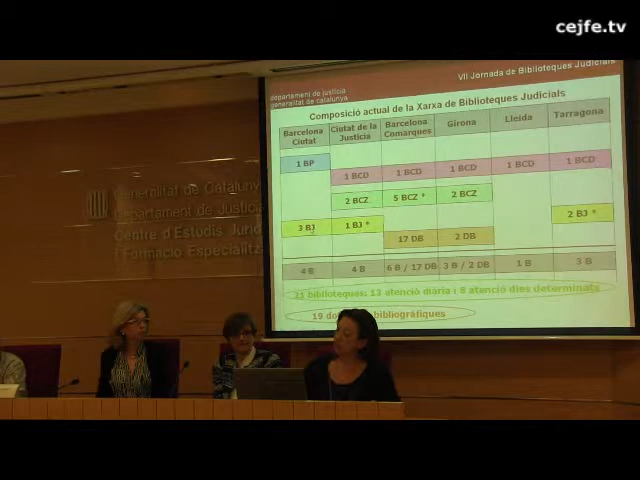 cejfe.tv
departament de justícia
generalitat de catalunya
VII Jornada de Biblioteques Judicials
Composició actual de la Xarxa de Biblioteques Judicials
Barcelona Ciutat
Ciutat de la Justícia
Barcelona Comarques
Girona
Lleida
Tarragona
1 BP
1 BCD
1 BCD
1 BCD
1 BCD
1 BCD
2 BCZ
5 BCZ *
2 BCZ
3 BJ
1 BJ *
2 BJ *
17 DB
2 DB
4 B
4 B
6 B / 17 DB
3 B / 2 DB
1 B
3 B
21 biblioteques: 13 atenció diària i 8 atenció dies determinats
19 bibliogràfiques
Generalitat de Catalunya
Departament de Justícia
Centre d'Estudis
i Formació